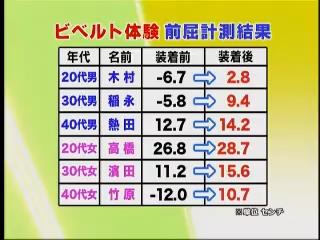 ビベルト体験 前屈計測結果
年代 名前 装着前 装着後
20代男 木村 -6.7 ⇨ 2.8
30代男 稲永 -5.8 ⇨ 9.4
40代男 熱田 12.7 ⇨ 14.2
20代女 高橋 26.8 ⇨ 28.7
30代女 濱田 11.2 ⇨ 15.6
40代女 竹原 -12.0 ⇨ 10.7
※単位 センチ